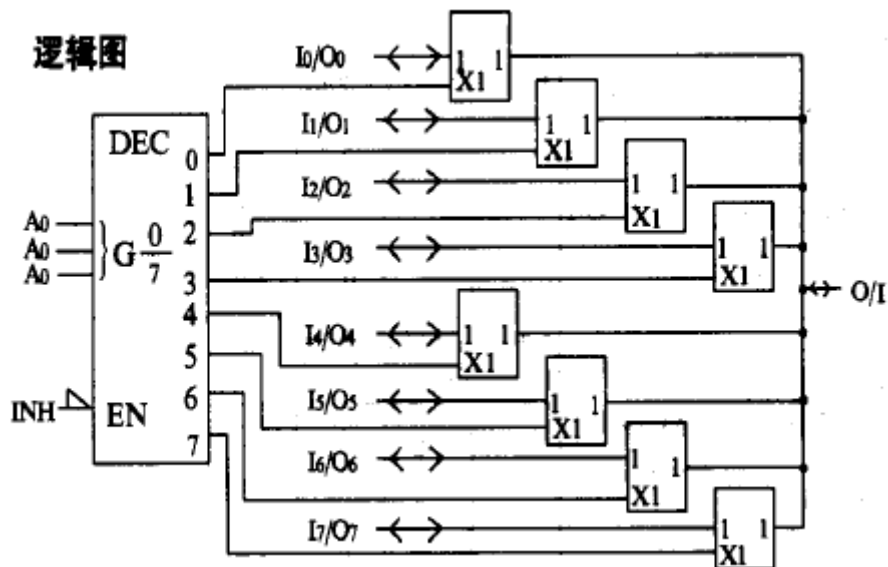 逻辑图
I0/O0
1 1
X1
I1/O1
1 1
X1
DEC
0
1
I2/O2
1 1
X1
A0
A0
A0
G 0/7
2
I3/O3
1 1
X1
3
O/I
4
I4/O4
1 1
X1
5
I5/O5
1 1
X1
INH
EN
6
I6/O6
1 1
X1
7
I7/O7
1 1
X1